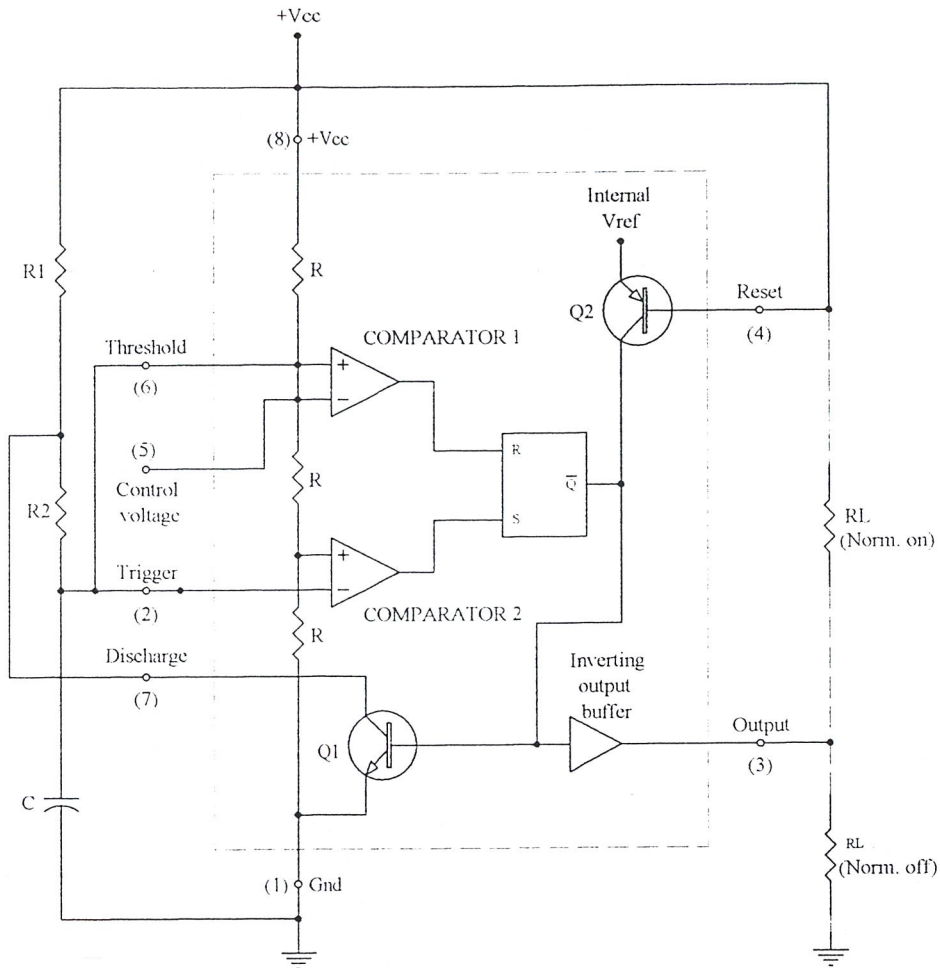 +Vcc
(8)
+Vcc
Internal
Vref
R1
R
Q2
Reset
(4)
COMPARATOR 1
Threshold
(6)
+
−
(5)
Control
voltage
R
R
Q̅
S
R2
RL
(Norm. on)
Trigger
(2)
+
−
COMPARATOR 2
R
Discharge
(7)
Inverting
output
buffer
Q1
Output
(3)
C
RL
(Norm. off)
(1)
Gnd